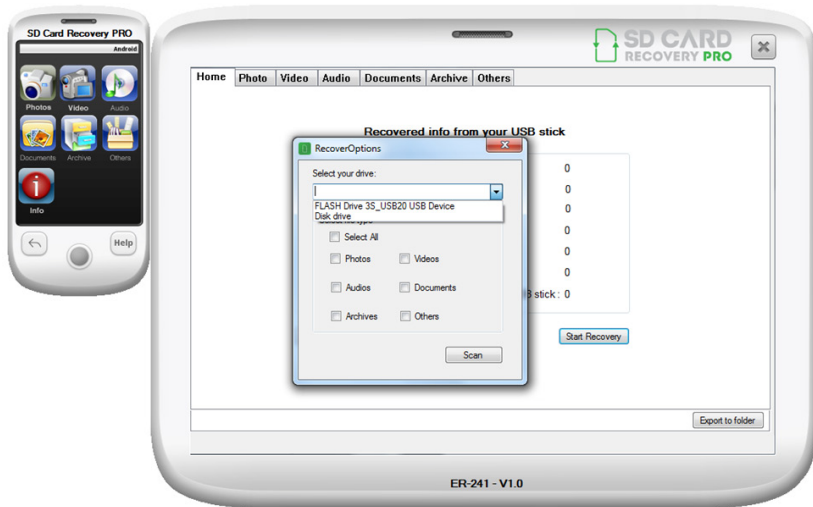 SD Card Recovery PRO
Android
Photos Video Audio
Documents Archive Others
Info
Help
SD CARD
RECOVERY PRO
Home Photo Video Audio Documents Archive Others
Recovered info from your USB stick
RecoverOptions
Select your drive:
FLASH Drive 3S_USB20 USB Device
Disk drive
Select All
Photos Videos
Audios Documents
Archives Others
Scan
0
0
0
0
0
0
stick : 0
Start Recovery
Export to folder
ER-241 - V1.0